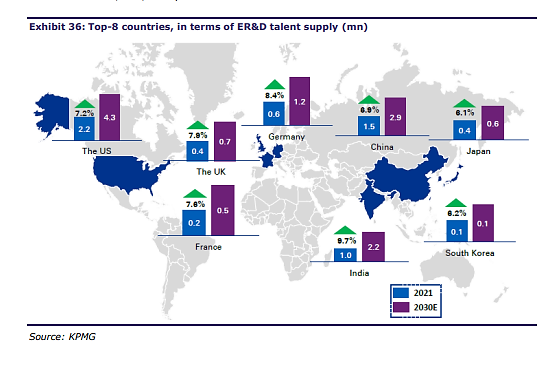 Exhibit 36: Top-8 countries, in terms of ER&D talent supply (mn)
7.2%
2.2
4.3
The US
7.9%
0.4
0.7
The UK
8.4%
0.6
1.2
Germany
6.9%
1.5
2.9
China
6.1%
0.4
0.6
Japan
7.6%
0.2
0.5
France
9.7%
1.0
2.2
India
6.2%
0.1
0.1
South Korea
2021
2030E
Source: KPMG